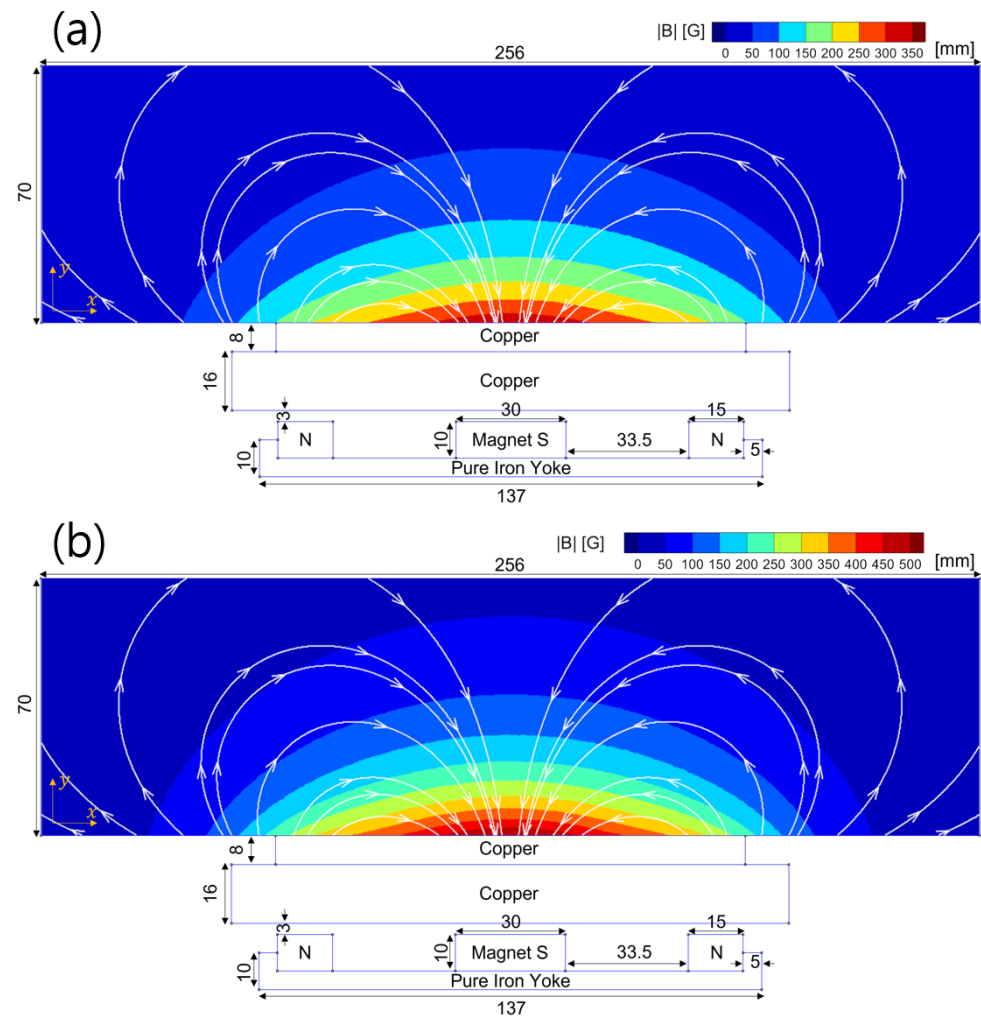 (a)
|B| [G]
0 50 100 150 200 250 300 350
[mm]
256
70
y
x
8
Copper
16
Copper
3
30
15
N
10
Magnet S
33.5
N
10
5
Pure Iron Yoke
137
(b)
|B| [G]
0 50 100 150 200 250 300 350 400 450 500
[mm]
256
70
y
x
8
Copper
16
Copper
3
30
15
N
10
Magnet S
33.5
N
10
5
Pure Iron Yoke
137